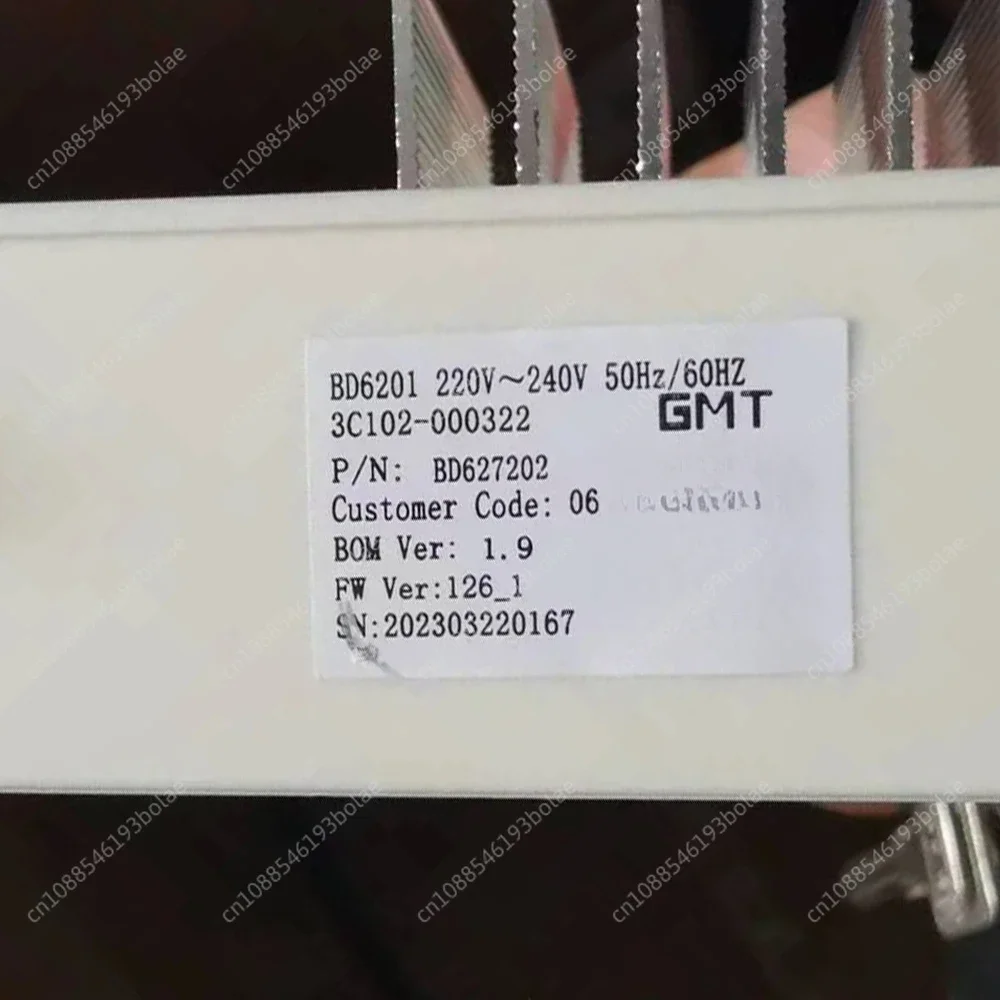 BD6201 220V~240V 50Hz/60HZ
3C102-000322
GMT
P/N: BD627202
Customer Code: 06
BOM Ver: 1.9
FW Ver:126_1
SN:202303220167
cn1088546193bolae